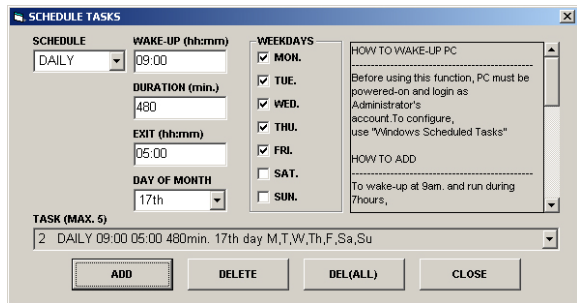 SCHEDULE TASKS
SCHEDULE
DAILY
WAKE-UP (hh:mm)
09:00
DURATION (min.)
480
EXIT (hh:mm)
05:00
DAY OF MONTH
17th
WEEKDAYS
MON.
TUE.
WED.
THU.
FRI.
SAT.
SUN.
HOW TO WAKE-UP PC
------------------------------------------------
Before using this function, PC must be
powered-on and login as
Administrator's
account.To configure,
use "Windows Scheduled Tasks"
HOW TO ADD
------------------------------------------------
To wake-up at 9am. and run during
7hours,
TASK (MAX. 5)
2 DAILY 09:00 05:00 480min. 17th day M,T,W,Th,F,Sa,Su
ADD
DELETE
DEL(ALL)
CLOSE